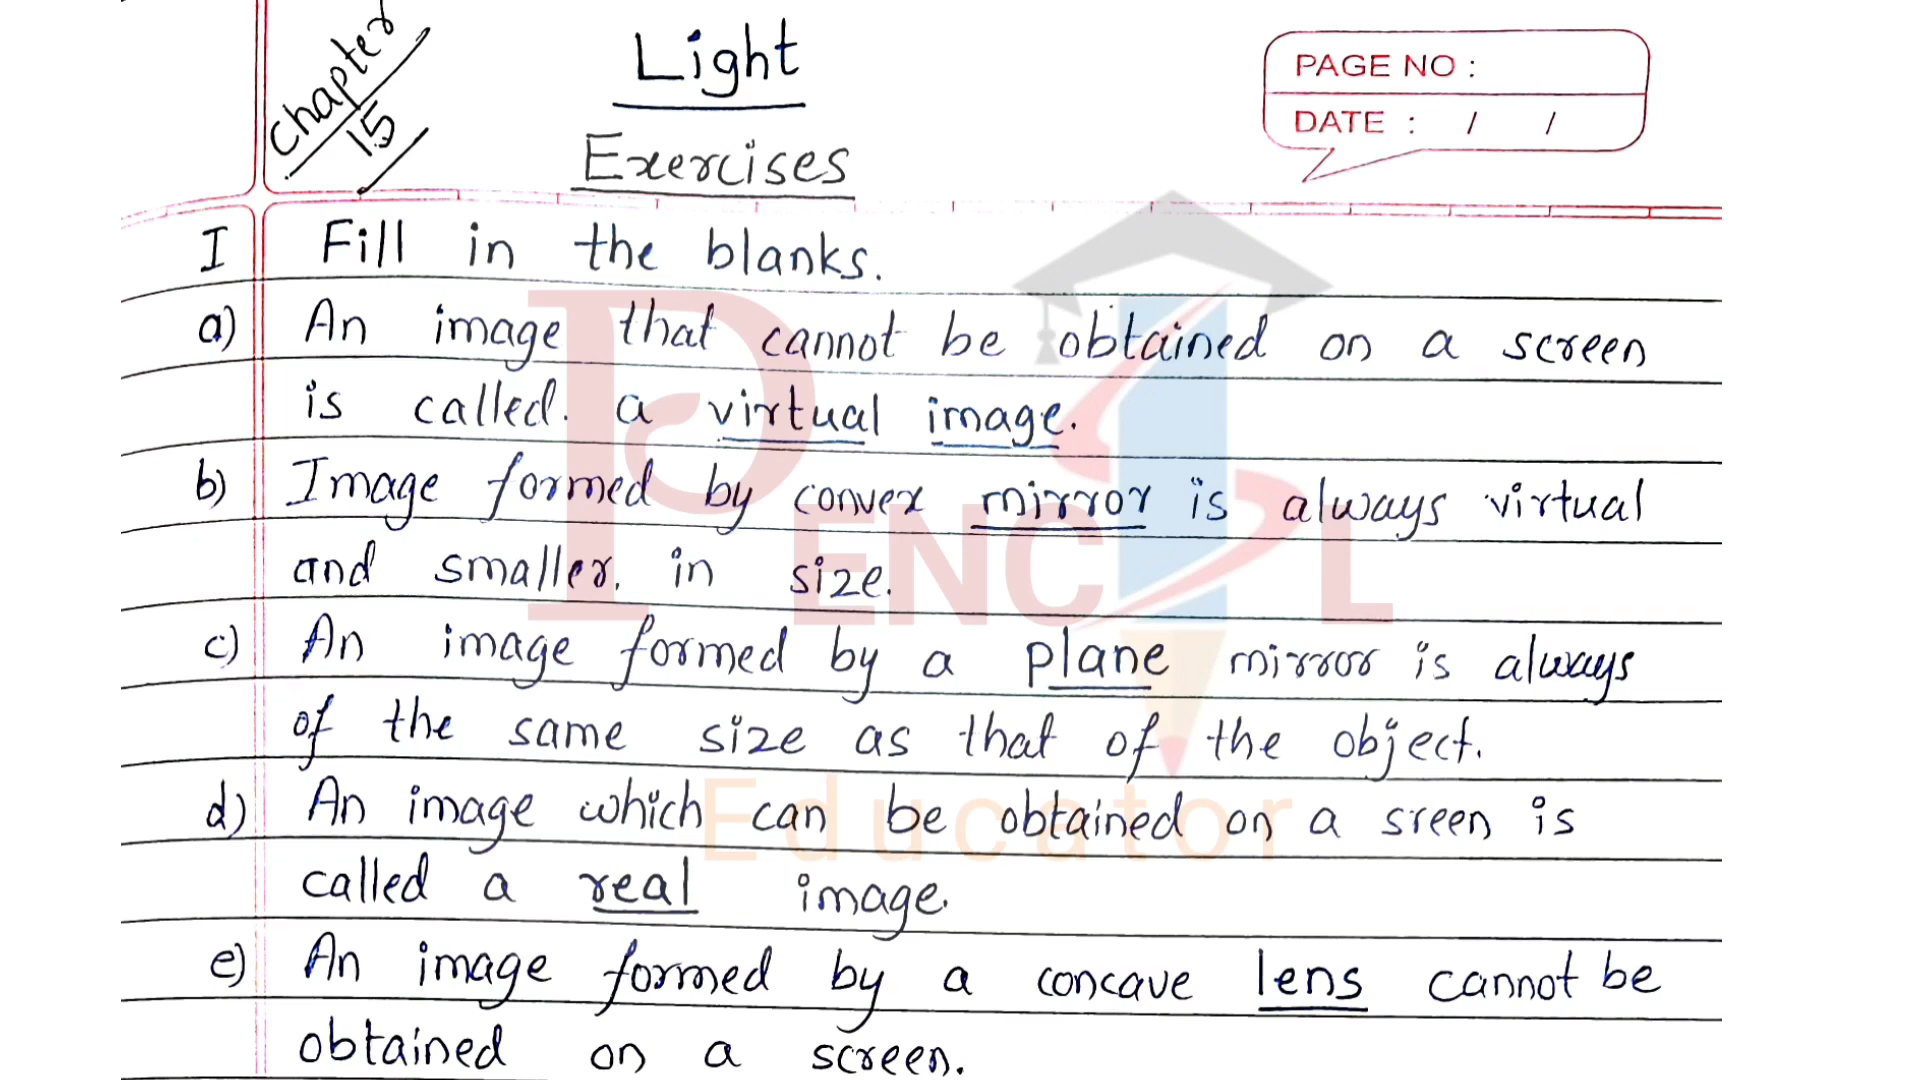 Chapter
15
Light
Exercises
PAGE NO :
DATE : / /
I Fill in the blanks.
a) An image that cannot be obtained on a screen
is called. a virtual image.
b) Image formed by convex mirror is always virtual
and smaller. in size.
c) An image formed by a plane mirror is always
of the same size as that of the object.
d) An image which can be obtained on a sreen is
called a real image.
e) An image formed by a concave lens cannot be
obtained on a screen.
PENCIL
Educator